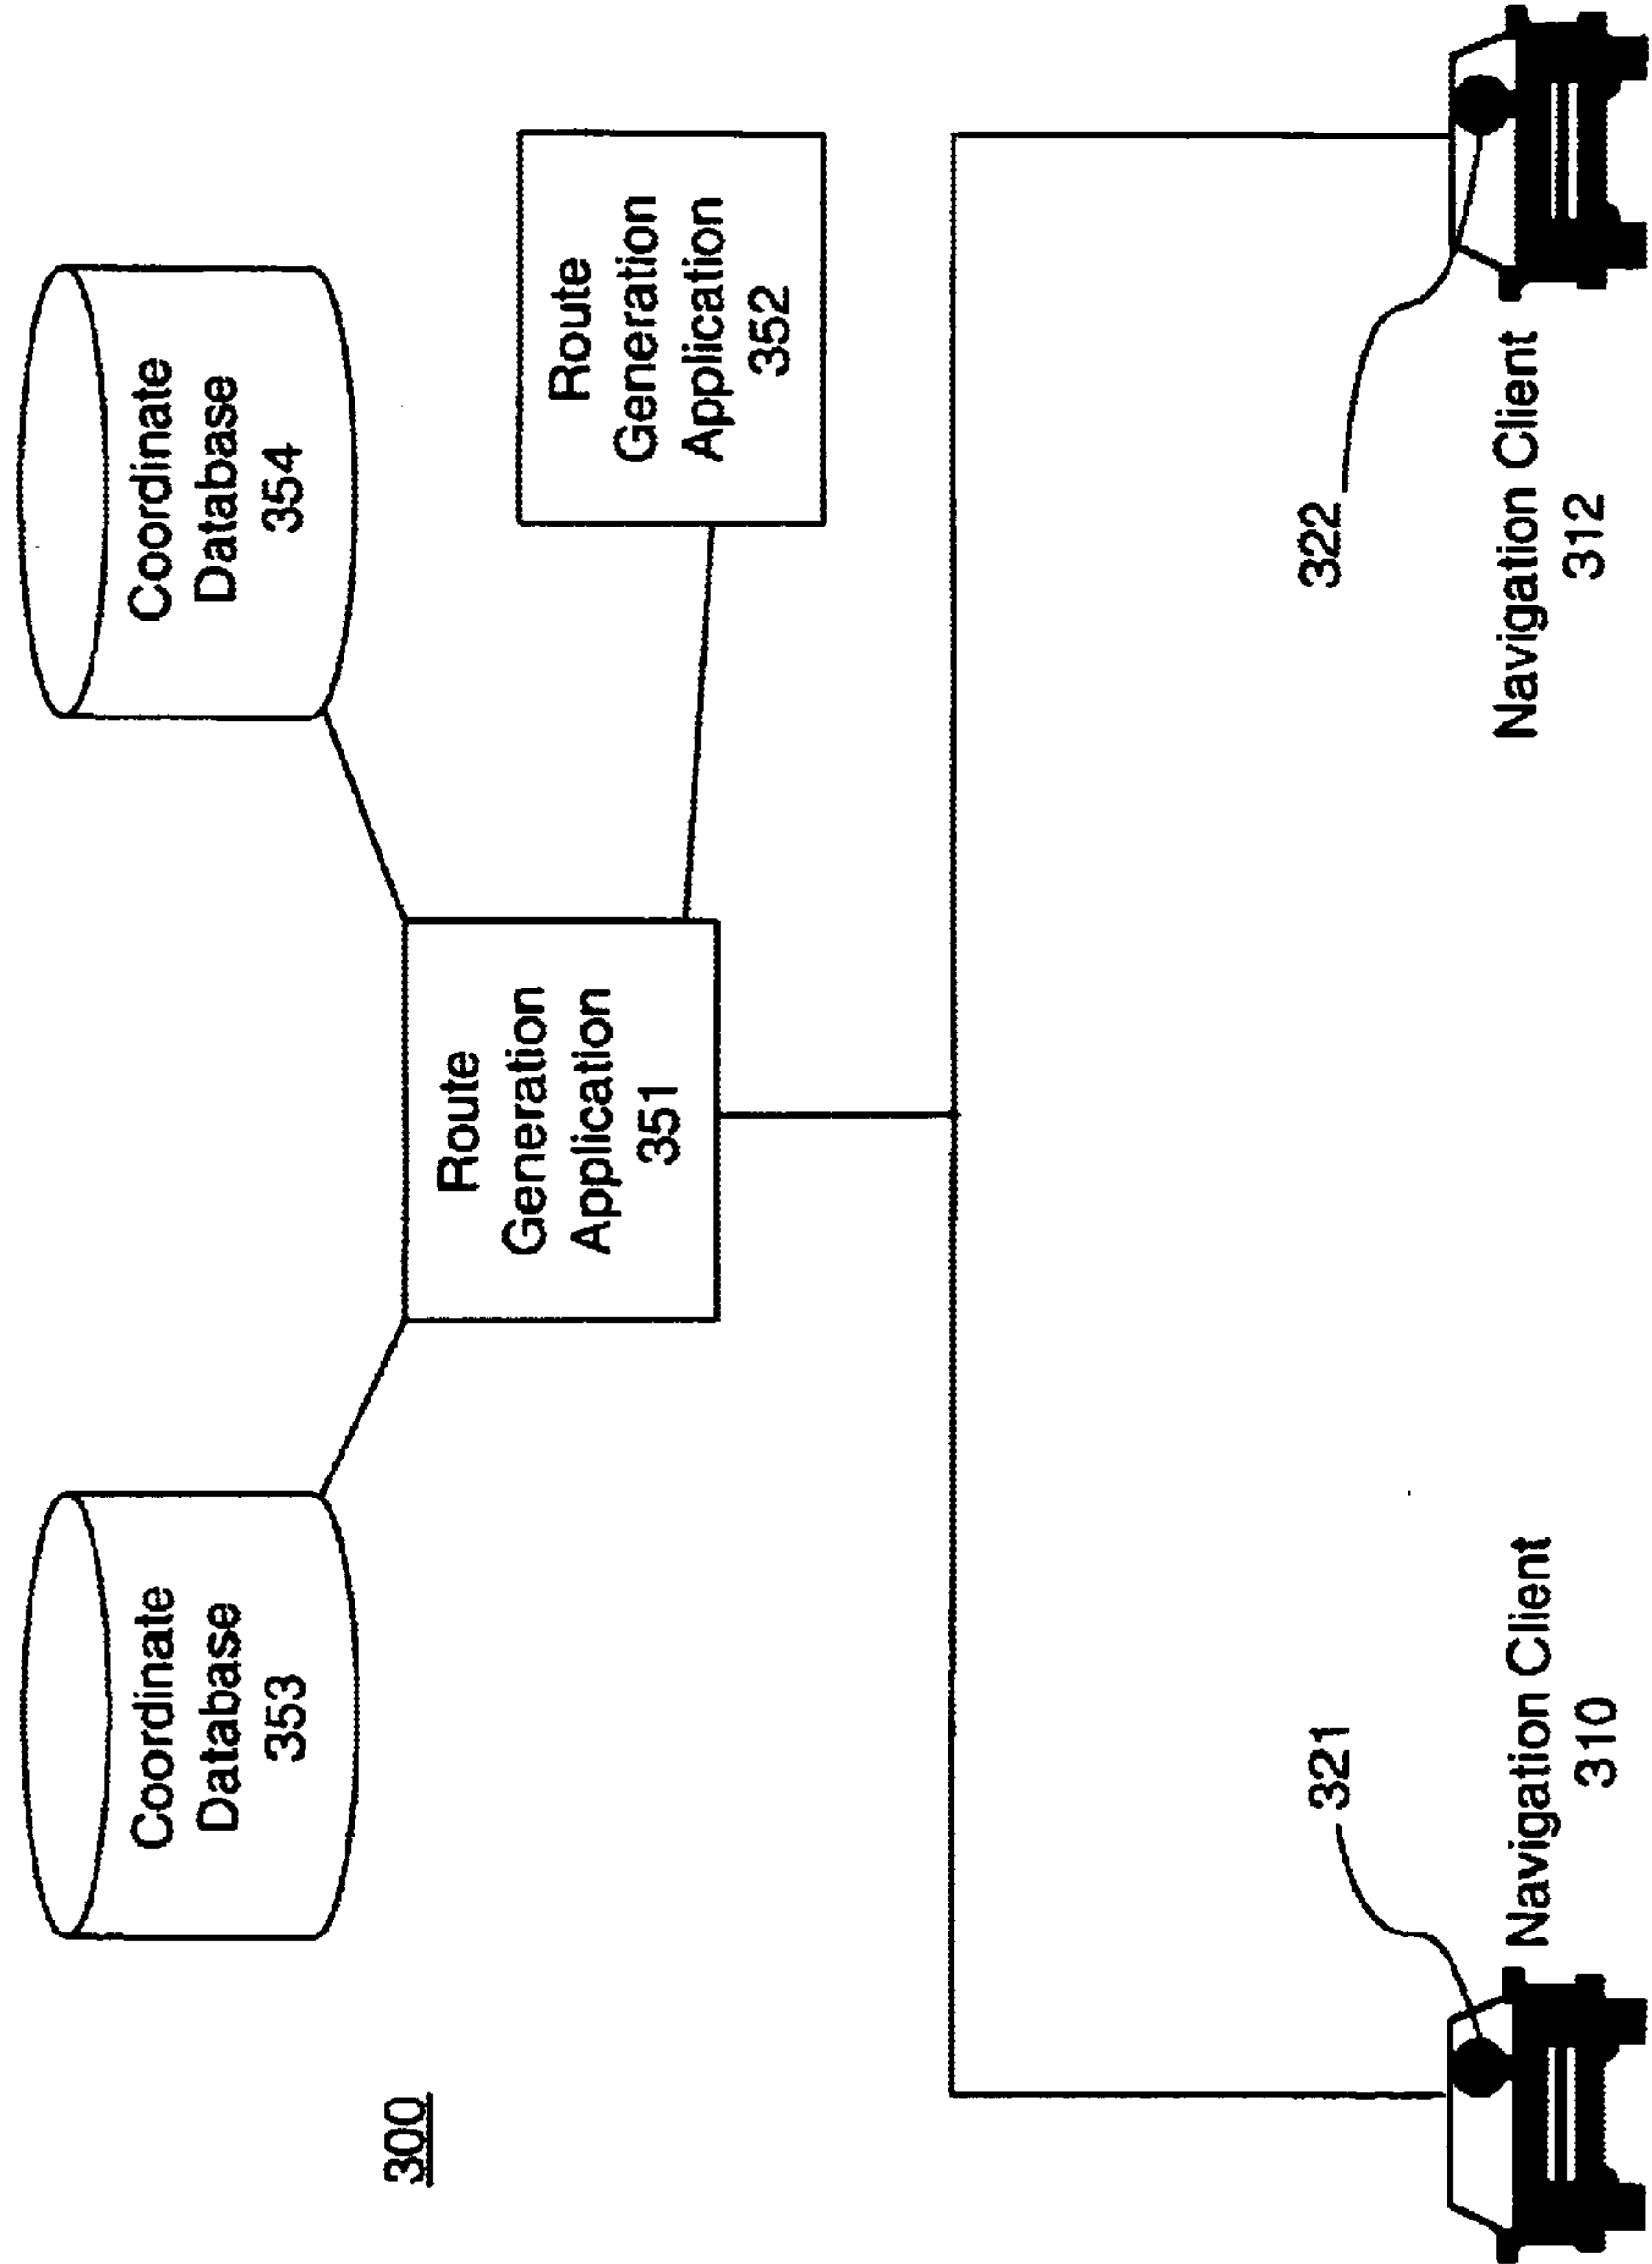 300
Coordinate
Database
353
Coordinate
Database
354
Route
Generation
Application
351
Route
Generation
Application
352
321
Navigation Client
310
322
Navigation Client
312